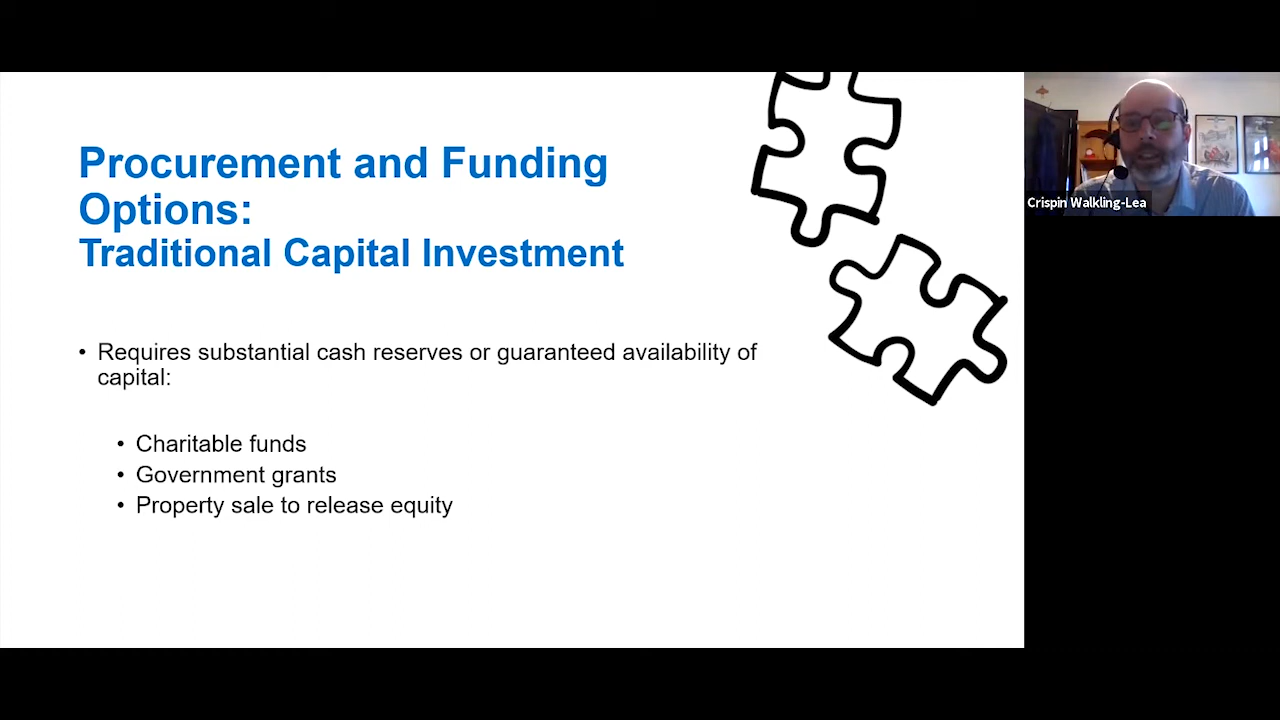 Procurement and Funding
Options:
Traditional Capital Investment
• Requires substantial cash reserves or guaranteed availability of
capital:
• Charitable funds
• Government grants
• Property sale to release equity
Crispin Walkling-Lea